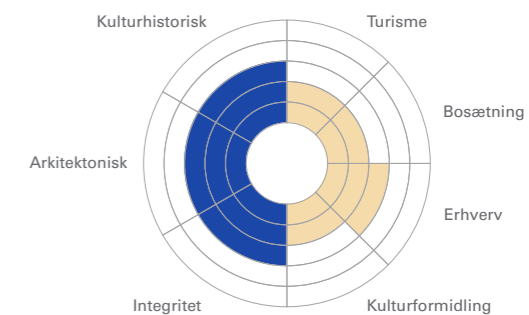 Kulturhistorisk
Turisme
Bosætning
Arkitektonisk
Erhverv
Integritet
Kulturformidling